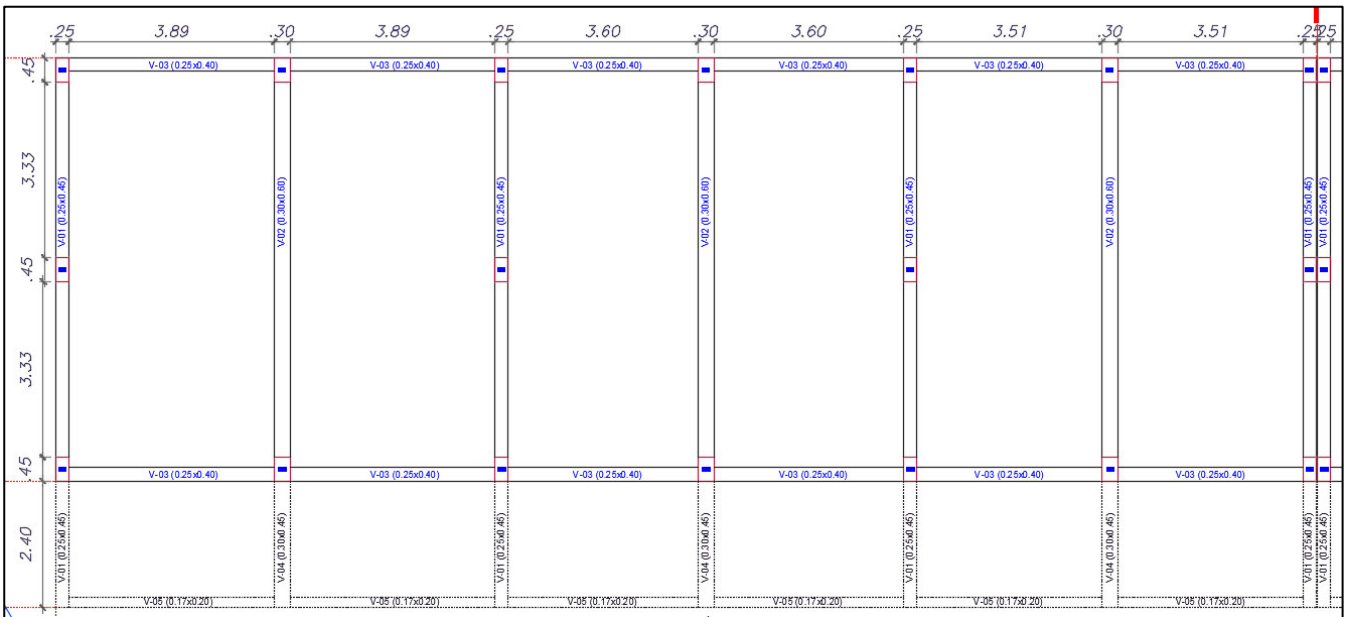 .25 3.89 .30 3.89 .25 3.60 .30 3.60 .25 3.51 .30 3.51 .25 .25
.45
V-03 (0.25x0.40) V-03 (0.25x0.40) V-03 (0.25x0.40) V-03 (0.25x0.40) V-03 (0.25x0.40) V-03 (0.25x0.40)
3.33
V-01 (0.25x0.45) V-02 (0.30x0.60) V-01 (0.25x0.45) V-02 (0.30x0.60) V-01 (0.25x0.45) V-02 (0.30x0.60) V-01 (0.25x0.45) V-01 (0.25x0.45)
.45
3.33
.45
V-03 (0.25x0.40) V-03 (0.25x0.40) V-03 (0.25x0.40) V-03 (0.25x0.40) V-03 (0.25x0.40) V-03 (0.25x0.40)
2.40
V-01 (0.25x0.45) V-04 (0.30x0.45) V-01 (0.25x0.45) V-04 (0.30x0.45) V-01 (0.25x0.45) V-04 (0.30x0.45) V-01 (0.25x0.45) V-01 (0.25x0.45)
V-05 (0.17x0.20) V-05 (0.17x0.20) V-05 (0.17x0.20) V-05 (0.17x0.20) V-05 (0.17x0.20) V-05 (0.17x0.20)